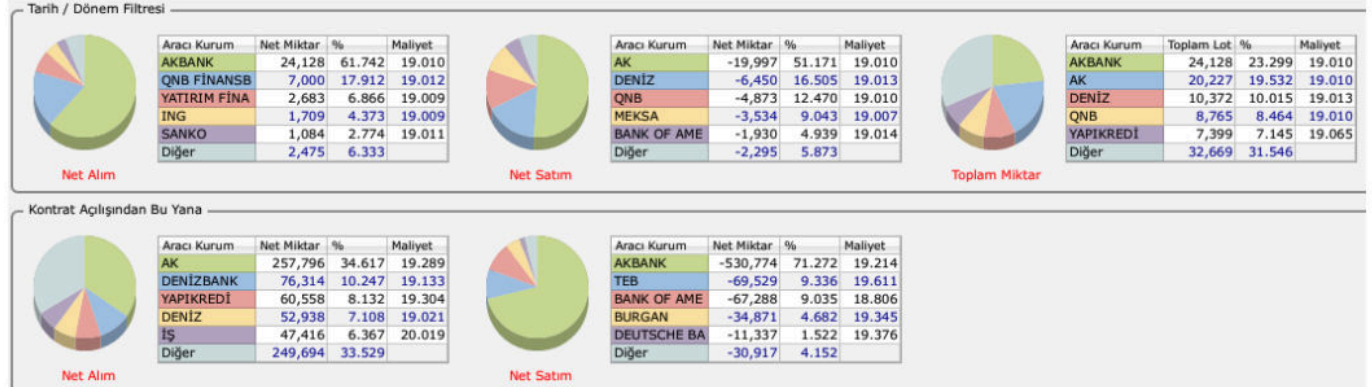 Tarih / Dönem Filtresi
Aracı Kurum Net Miktar % Maliyet
AKBANK 24,128 61.742 19.010
QNB FİNANSB 7,000 17.912 19.012
YATIRIM FİNA 2,683 6.866 19.009
ING 1,709 4.373 19.009
SANKO 1,084 2.774 19.011
Diğer 2,475 6.333
Net Alım
Aracı Kurum Net Miktar % Maliyet
AK -19,997 51.171 19.010
DENİZ -6,450 16.505 19.013
QNB -4,873 12.470 19.010
MEKSA -3,534 9.043 19.007
BANK OF AME -1,930 4.939 19.014
Diğer -2,295 5.873
Net Satım
Aracı Kurum Toplam Lot % Maliyet
AKBANK 24,128 23.299 19.010
AK 20,227 19.532 19.010
DENİZ 10,372 10.015 19.013
QNB 8,765 8.464 19.010
YAPIKREDİ 7,399 7.145 19.065
Diğer 32,669 31.546
Toplam Miktar
Kontrat Açılışından Bu Yana
Aracı Kurum Net Miktar % Maliyet
AK 257,796 34.617 19.289
DENİZBANK 76,314 10.247 19.133
YAPIKREDİ 60,558 8.132 19.304
DENİZ 52,938 7.108 19.021
İŞ 47,416 6.367 20.019
Diğer 249,694 33.529
Net Alım
Aracı Kurum Net Miktar % Maliyet
AKBANK -530,774 71.272 19.214
TEB -69,529 9.336 19.611
BANK OF AME -67,288 9.035 18.806
BURGAN -34,871 4.682 19.345
DEUTSCHE BA -11,337 1.522 19.376
Diğer -30,917 4.152
Net Satım